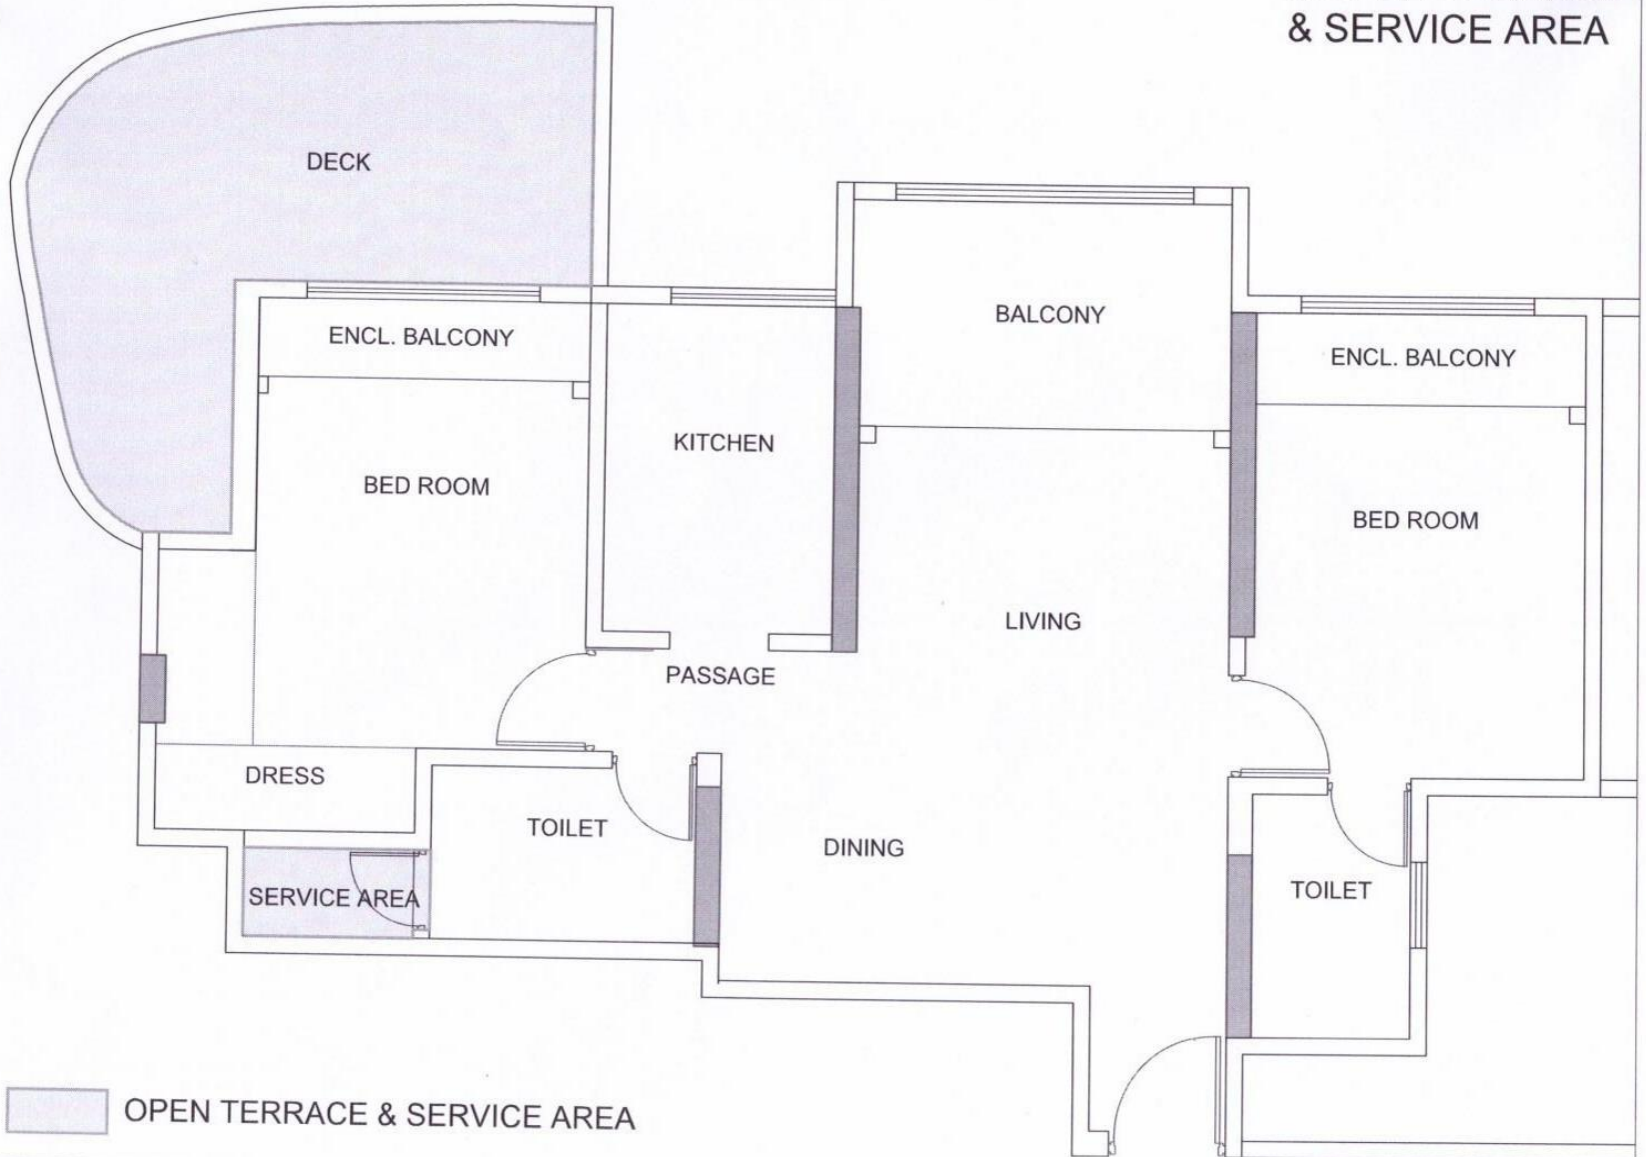 & SERVICE AREA
DECK
BALCONY
ENCL. BALCONY
ENCL. BALCONY
KITCHEN
BED ROOM
BED ROOM
LIVING
PASSAGE
DRESS
TOILET
DINING
TOILET
SERVICE AREA
OPEN TERRACE & SERVICE AREA